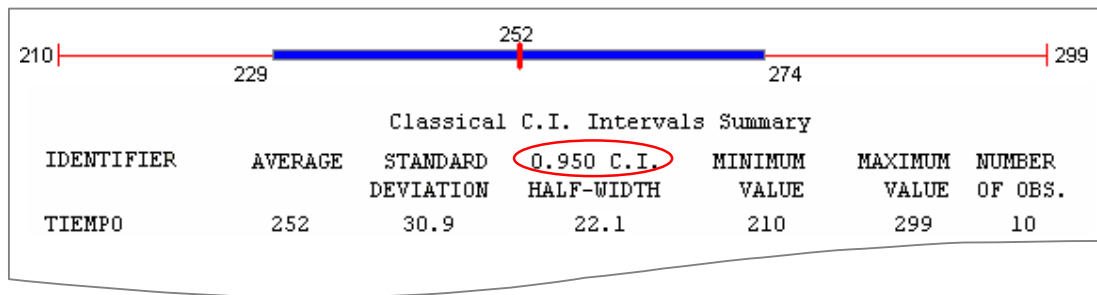 252
210 299
229 274
Classical C.I. Intervals Summary
IDENTIFIER AVERAGE STANDARD 0.950 C.I. MINIMUM MAXIMUM NUMBER
DEVIATION HALF-WIDTH VALUE VALUE OF OBS.
TIEMPO 252 30.9 22.1 210 299 10